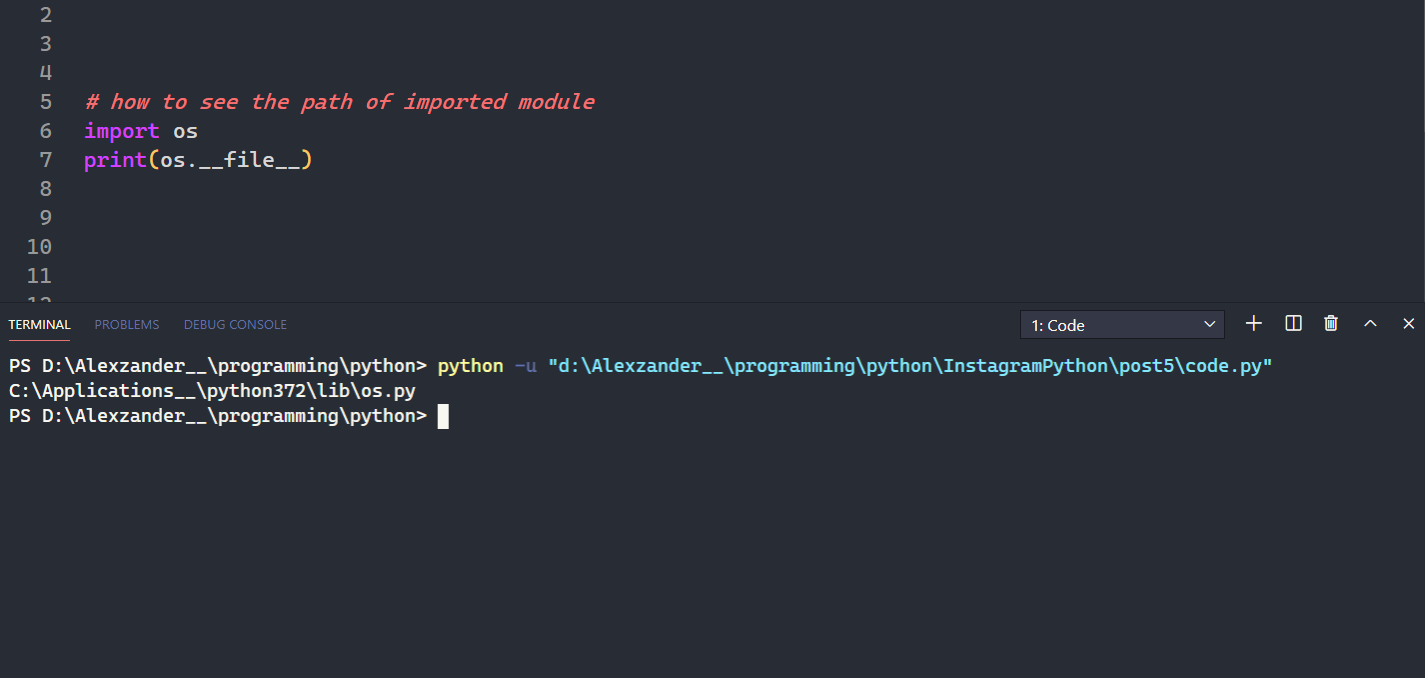 2
3
4
5 # how to see the path of imported module
6 import os
7 print(os.__file__)
8
9
10
11
12
TERMINAL PROBLEMS DEBUG CONSOLE 1: Code
PS D:\Alexzander__\programming\python> python -u "d:\Alexzander__\programming\python\InstagramPython\post5\code.py"
C:\Applications__\python372\lib\os.py
PS D:\Alexzander__\programming\python>